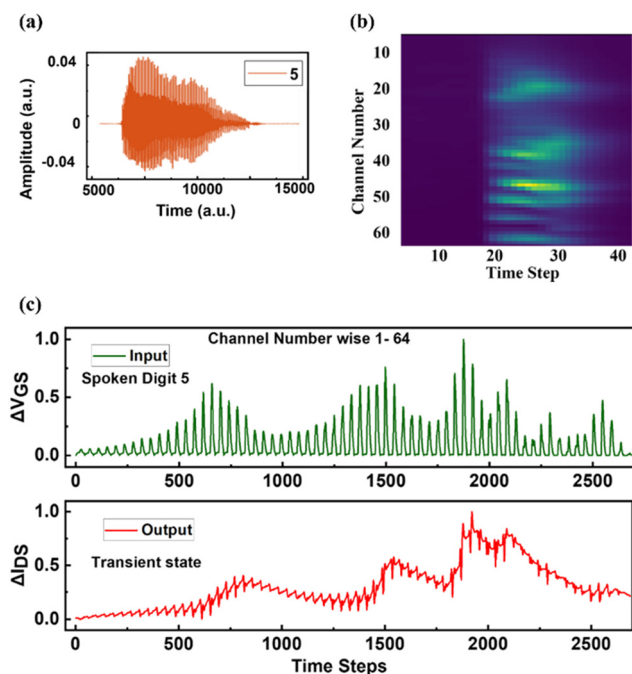 (a)
Amplitude (a.u.)
0.04
0
-0.04
5
5000 10000 15000
Time (a.u.)
(b)
Channel Number
10
20
30
40
50
60
10 20 30 40
Time Step
(c)
ΔVGS
1.0
0.5
0.0
Channel Number wise 1- 64
Input
Spoken Digit 5
0 500 1000 1500 2000 2500
ΔIDS
1.0
0.5
0.0
Output
Transient state
0 500 1000 1500 2000 2500
Time Steps